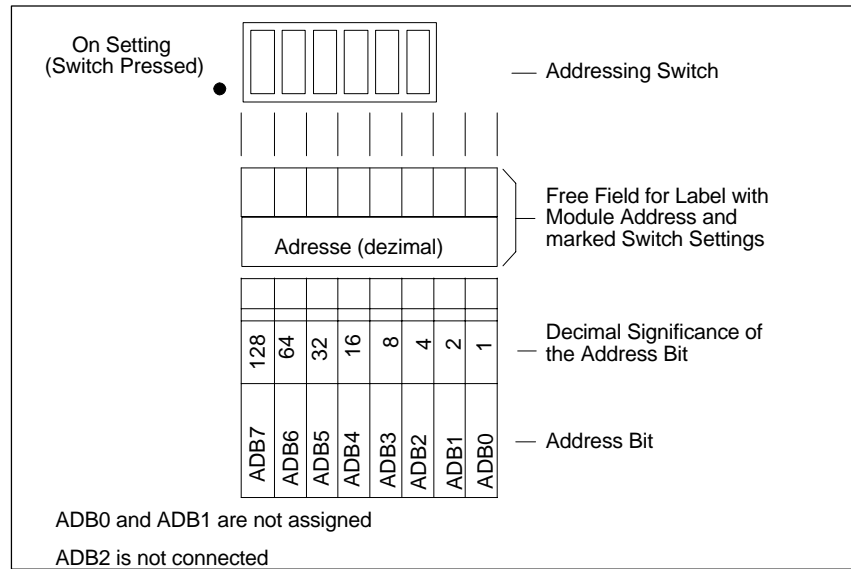 On Setting
(Switch Pressed)
Addressing Switch
Free Field for Label with
Module Address and
marked Switch Settings
Adresse (dezimal)
128 64 32 16 8 4 2 1
Decimal Significance of
the Address Bit
ADB7 ADB6 ADB5 ADB4 ADB3 ADB2 ADB1 ADB0
Address Bit
ADB0 and ADB1 are not assigned
ADB2 is not connected